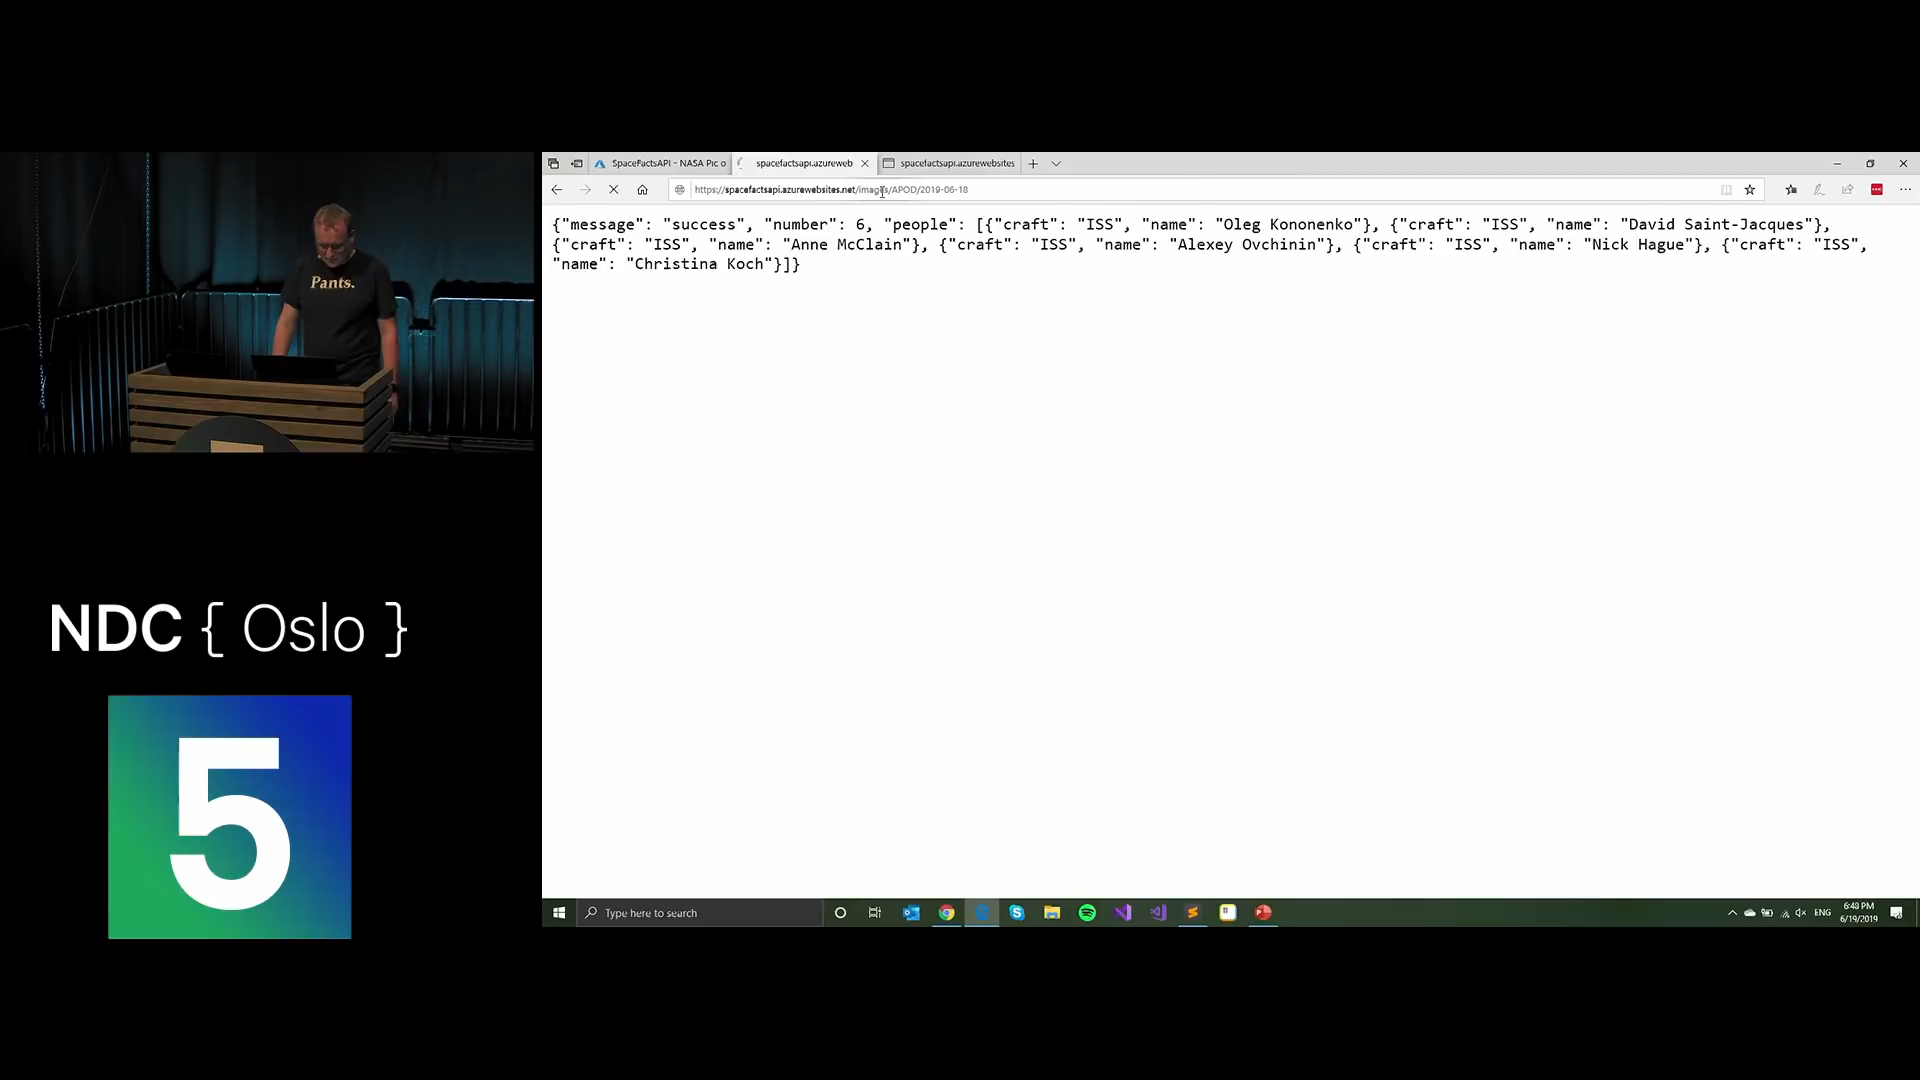 SpaceFactsAPI - NASA Pic o
spacefactsapi.azureweb
spacefactsapi.azurewebsites
https://spacefactsapi.azurewebsites.net/images/APOD/2019-06-18
{"message": "success", "number": 6, "people": [{"craft": "ISS", "name": "Oleg Kononenko"}, {"craft": "ISS", "name": "David Saint-Jacques"},
{"craft": "ISS", "name": "Anne McClain"}, {"craft": "ISS", "name": "Alexey Ovchinin"}, {"craft": "ISS", "name": "Nick Hague"}, {"craft": "ISS",
"name": "Christina Koch"}]}
Pants.
NDC { Oslo }
5
Type here to search
ENG
6:48 PM
6/19/2019